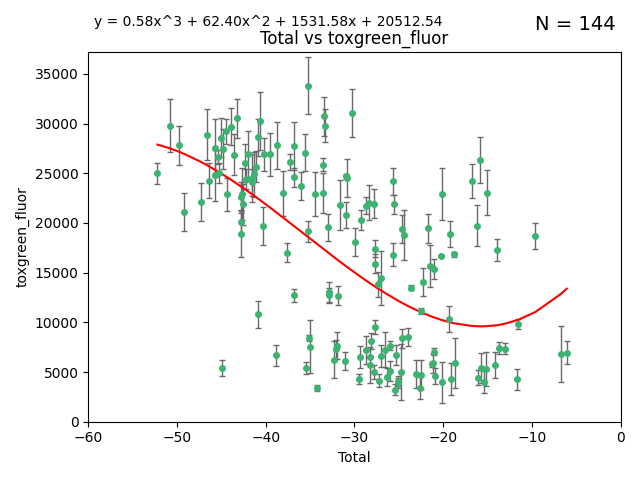 y = 0.58x^3 + 62.40x^2 + 1531.58x + 20512.54
N = 144
Total vs toxgreen_fluor
35000
30000
25000
20000
15000
10000
5000
0
toxgreen_fluor
−60 −50 −40 −30 −20 −10 0
Total